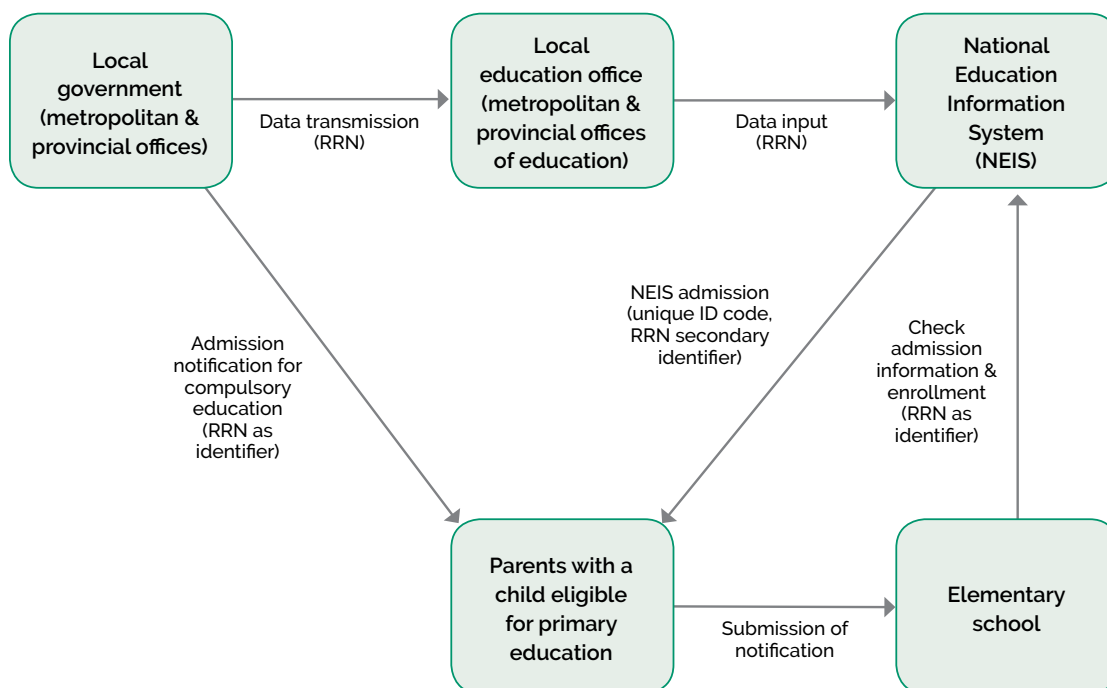 Local
government
(metropolitan &
provincial offices)
Data transmission
(RRN)
Local
education office
(metropolitan &
provincial offices
of education)
Data input
(RRN)
National
Education
Information
System
(NEIS)
Admission
notification for
compulsory
education
(RRN as
identifier)
NEIS admission
(unique ID code,
RRN secondary
identifier)
Check
admission
information &
enrollment
(RRN as
identifier)
Parents with a
child eligible
for primary
education
Submission of
notification
Elementary
school